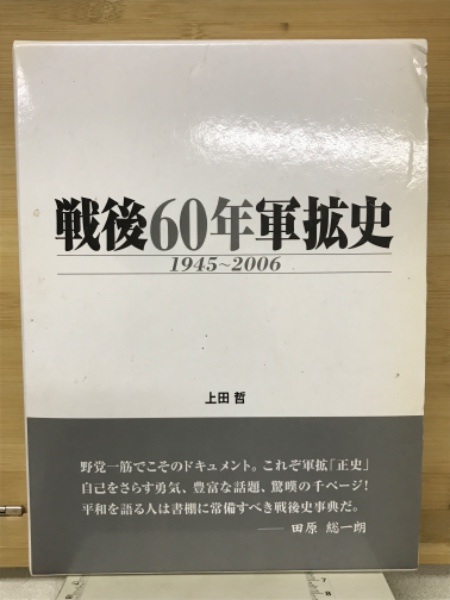 戦後60年軍拡史
1945~2006
上田 哲
野党一筋でこそのドキュメント。これぞ軍拡「正史」
自己をさらす勇気、豊富な話題、驚嘆の千ページ!
平和を語る人は書棚に常備すべき戦後史事典だ。
── 田原 総一朗
7
8